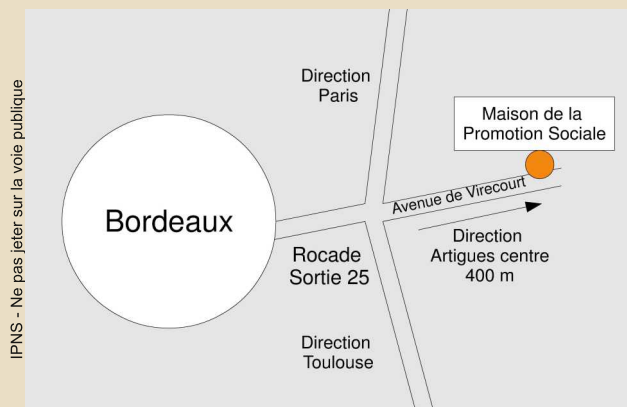 IPNS - Ne pas jeter sur la voie publique
Direction
Paris
Maison de la
Promotion Sociale
Bordeaux
Avenue de Virecourt
Rocade
Sortie 25
Direction
Artigues centre
400 m
Direction
Toulouse